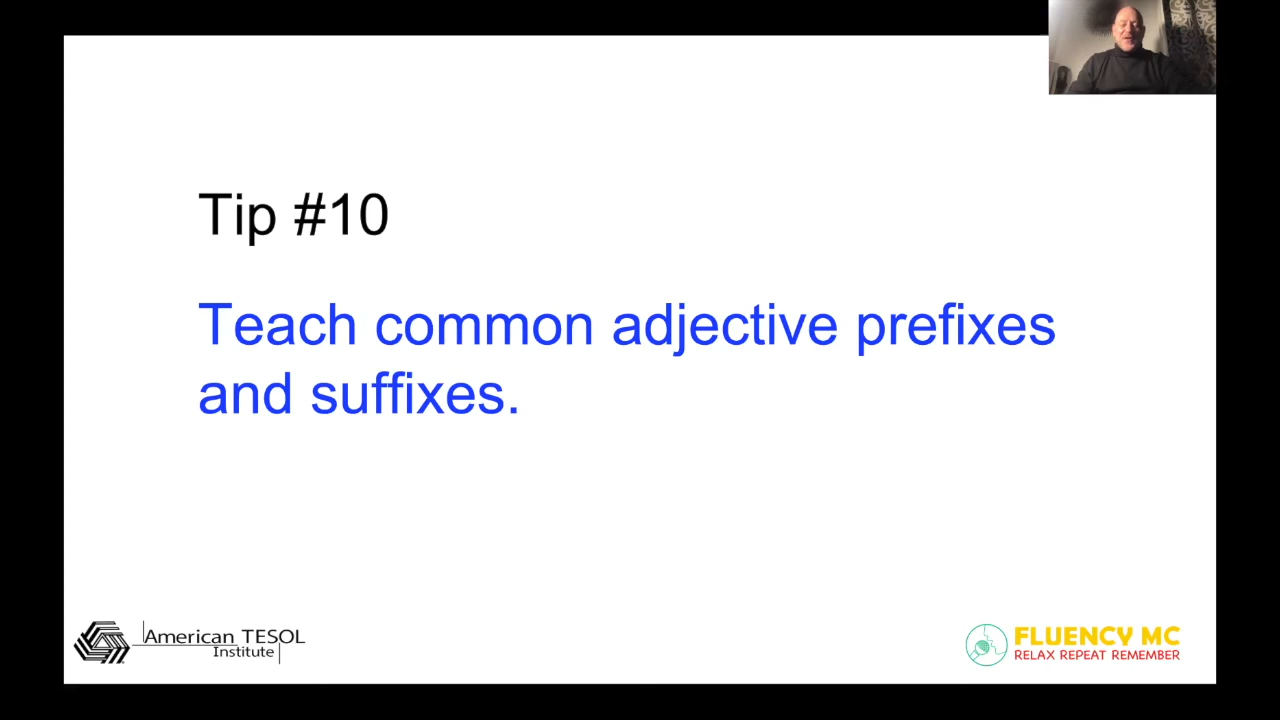 Tip #10
Teach common adjective prefixes
and suffixes.
American TESOL
Institute
FLUENCY MC
RELAX REPEAT REMEMBER